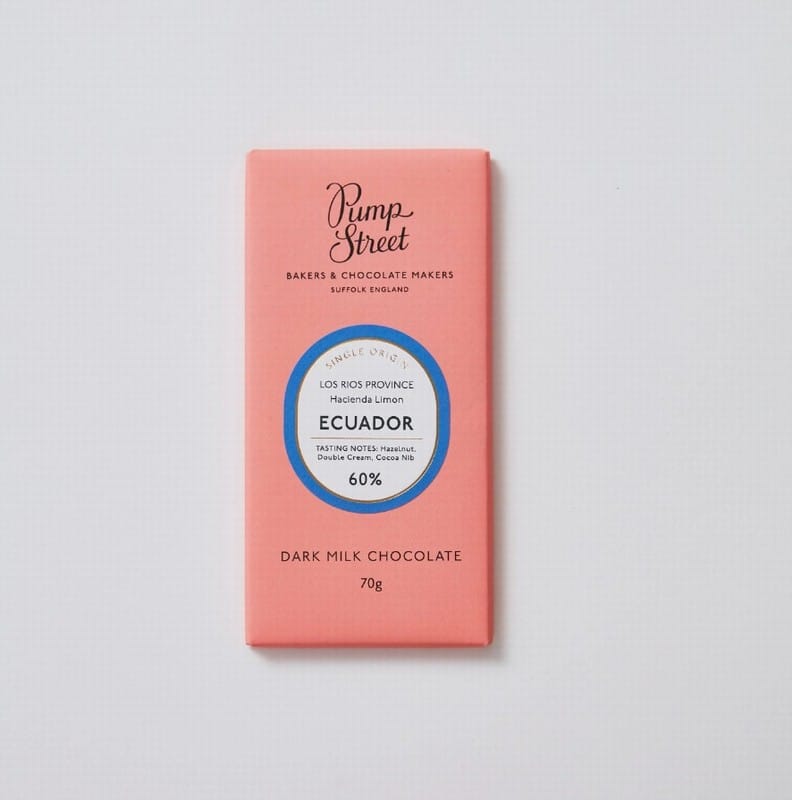 Pump
Street
BAKERS & CHOCOLATE MAKERS
SUFFOLK ENGLAND
SINGLE ORIGIN
LOS RIOS PROVINCE
Hacienda Limon
ECUADOR
TASTING NOTES: Hazelnut,
Double Cream, Cocoa Nib
60%
DARK MILK CHOCOLATE
70g